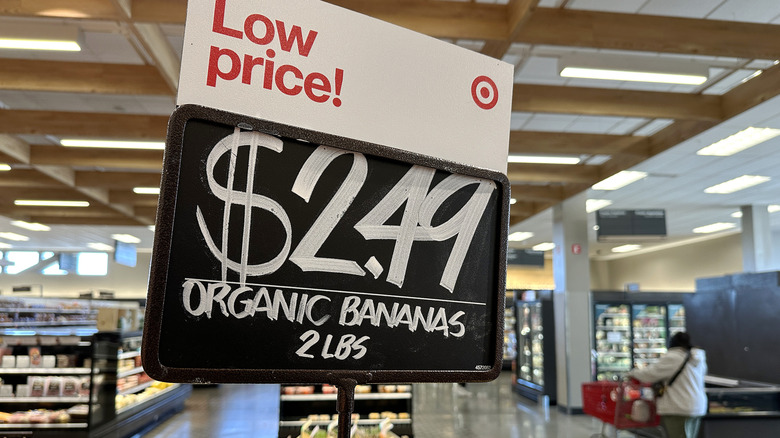 Low
price!
$2.49
ORGANIC BANANAS
2 LBS